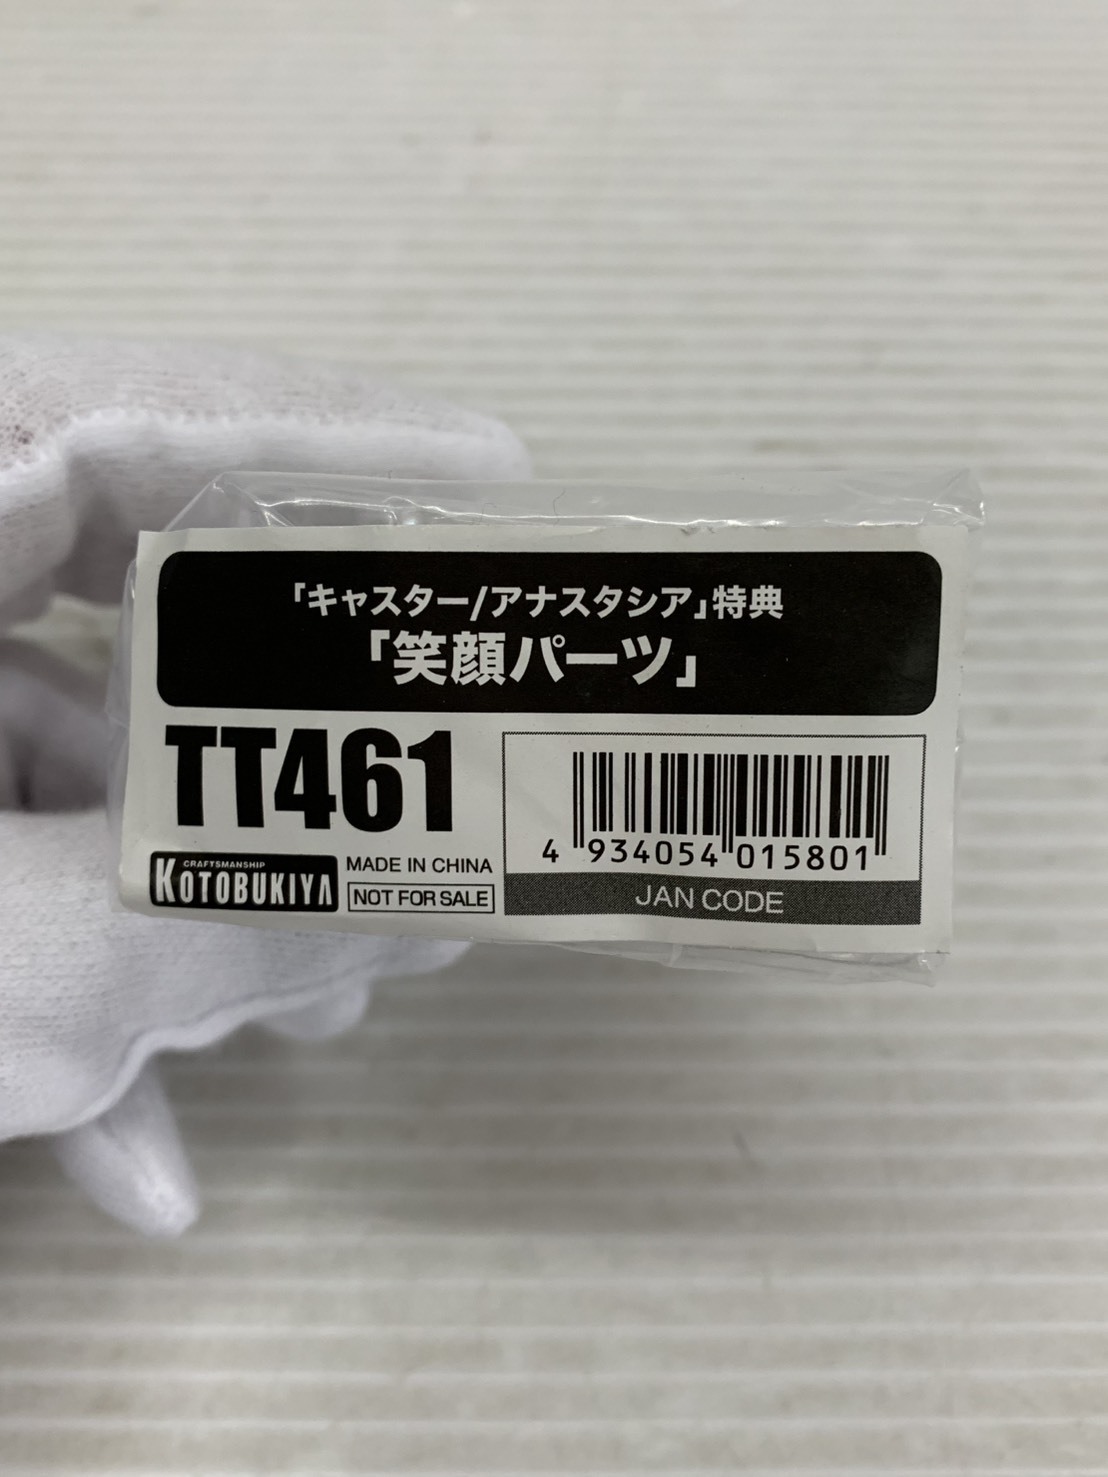 「キャスター/アナスタシア」特典
「笑顔パーツ」
TT461
CRAFTSMANSHIP
KOTOBUKIYA
MADE IN CHINA
NOT FOR SALE
4 934054 015801
JAN CODE